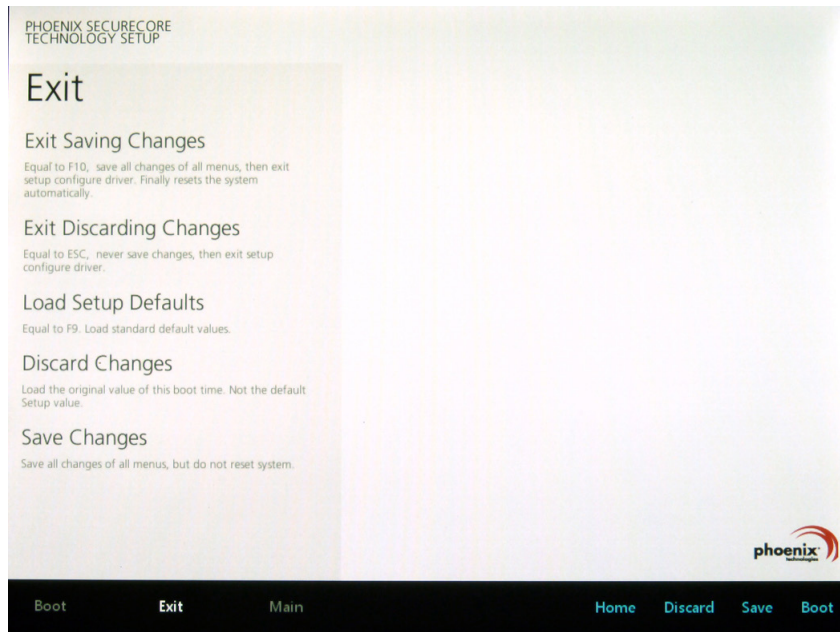 PHOENIX SECURECORE
TECHNOLOGY SETUP
Exit
Exit Saving Changes
Equal to F10, save all changes of all menus, then exit
setup configure driver. Finally resets the system
automatically.
Exit Discarding Changes
Equal to ESC, never save changes, then exit setup
configure driver.
Load Setup Defaults
Equal to F9. Load standard default values.
Discard Changes
Load the original value of this boot time. Not the default
Setup value.
Save Changes
Save all changes of all menus, but do not reset system.
phoenix
technologies
Boot Exit Main Home Discard Save Boot